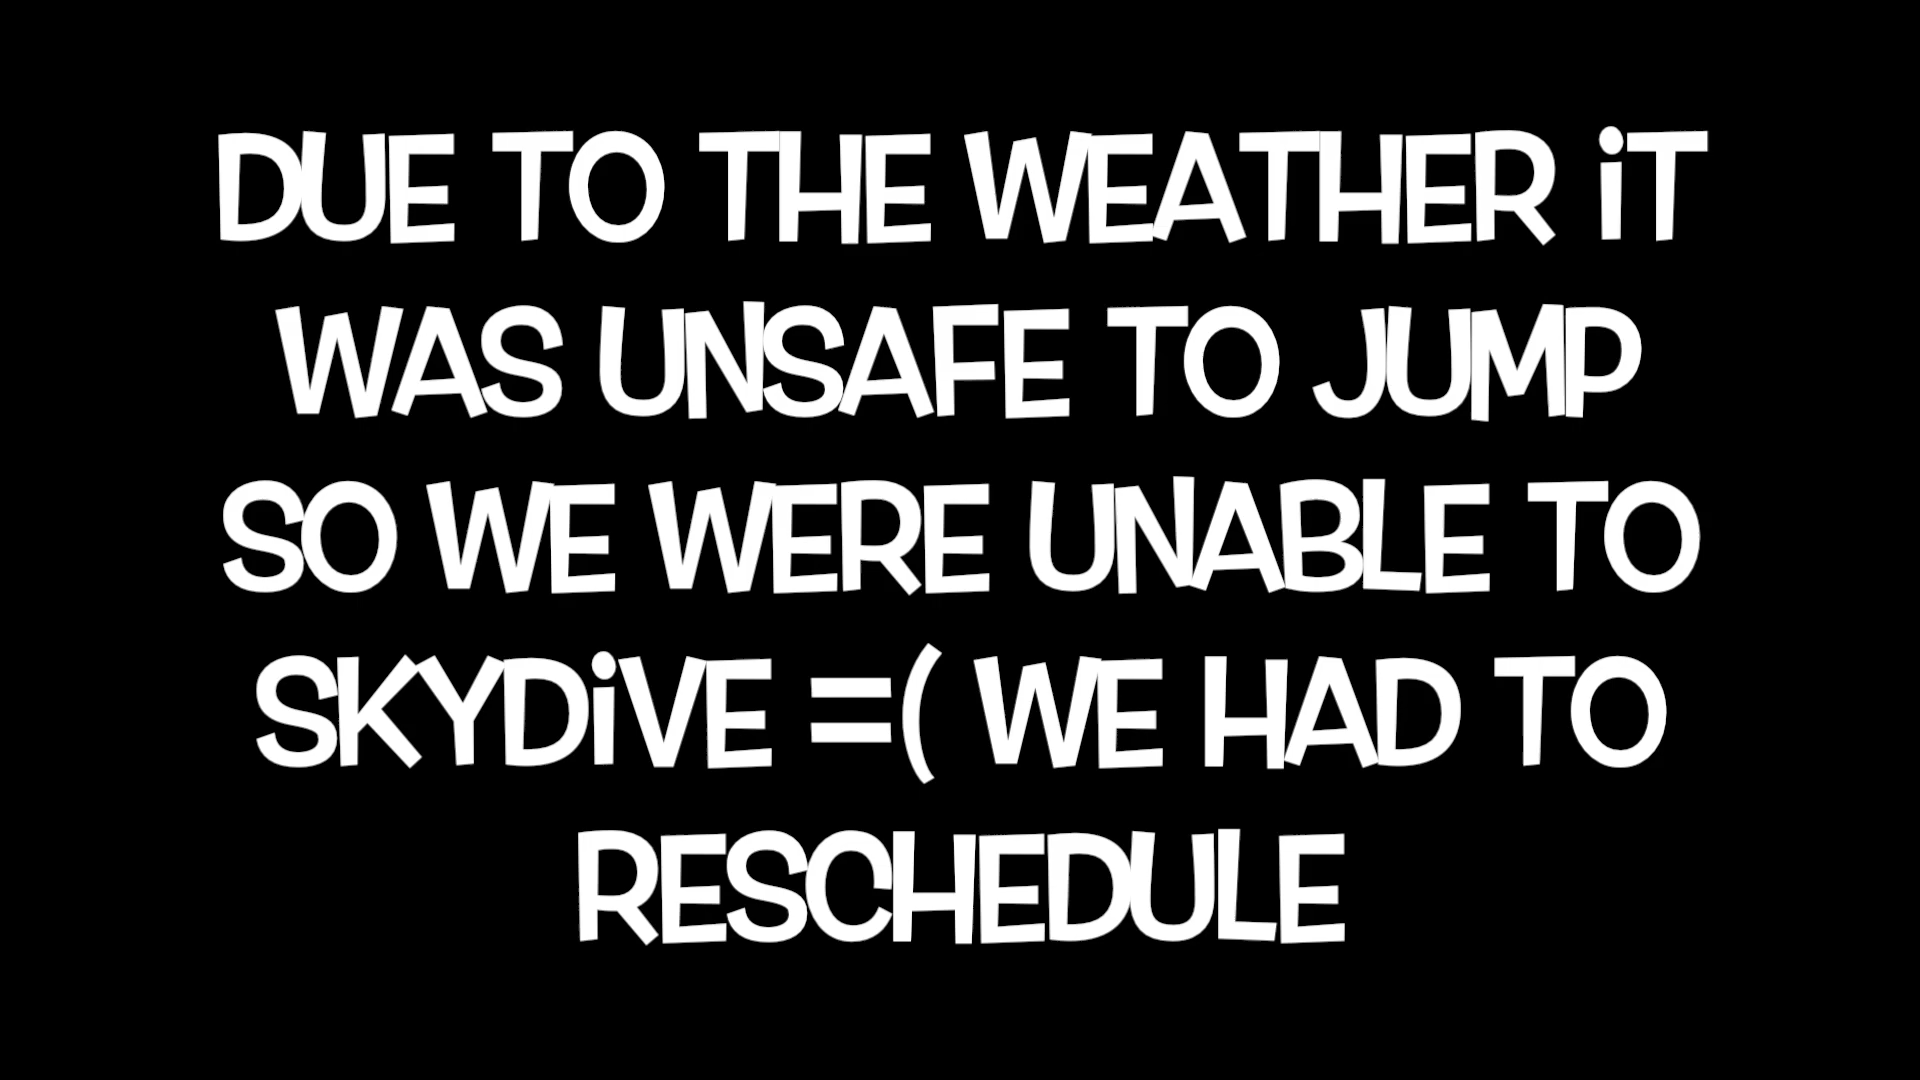 DUE TO THE WEATHER iT
WAS UNSAFE TO JUMP
SO WE WERE UNABLE TO
SKYDiVE =( WE HAD TO
RESCHEDULE